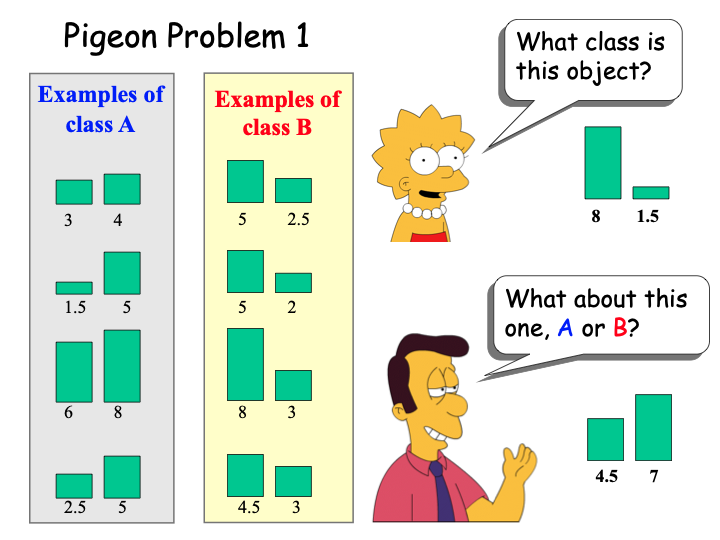 Pigeon Problem 1
Examples of
class A
3 4
1.5 5
6 8
2.5 5
Examples of
class B
5 2.5
5 2
8 3
4.5 3
What class is
this object?
8 1.5
What about this
one, A or B?
4.5 7